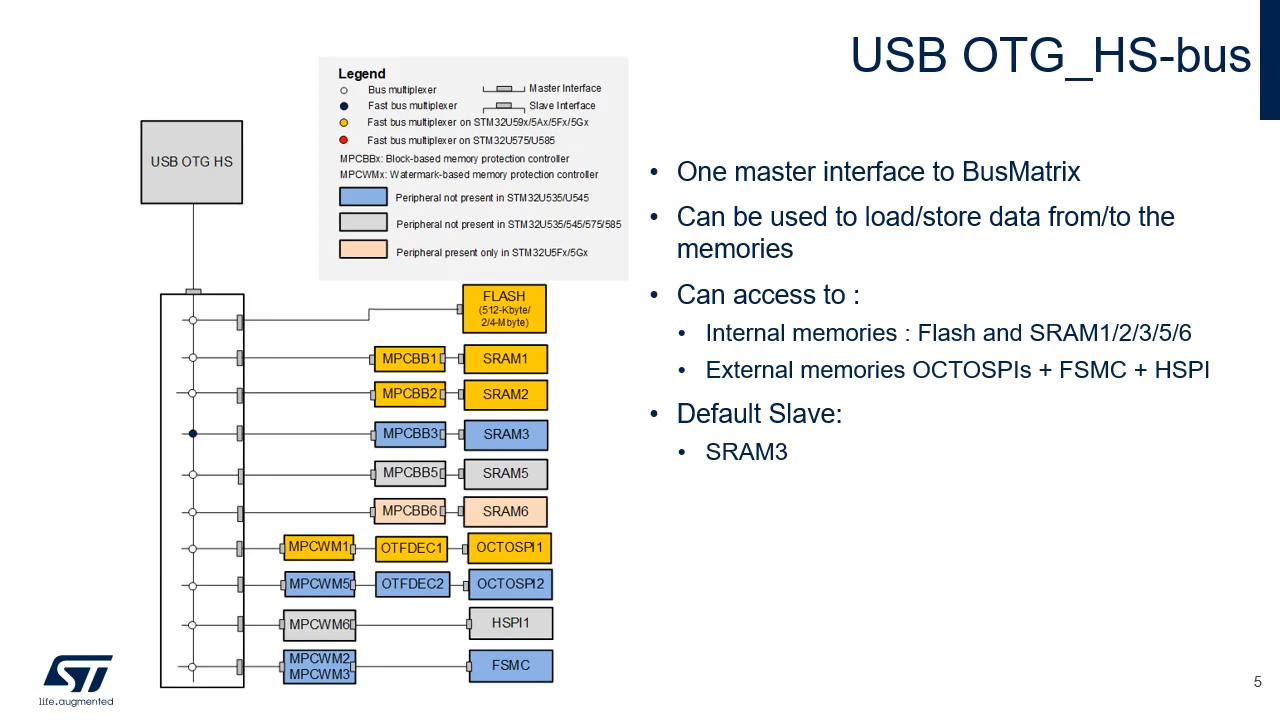 USB OTG_HS-bus
Legend
Bus multiplexer
Master Interface
Fast bus multiplexer
Slave Interface
Fast bus multiplexer on STM32U59x/5Ax/5Fx/5Gx
Fast bus multiplexer on STM32U575/U585
MPCBBx: Block-based memory protection controller
MPCWMx: Watermark-based memory protection controller
Peripheral not present in STM32U535/U545
Peripheral not present in STM32U535/545/575/585
Peripheral present only in STM32U5Fx/5Gx
USB OTG HS
FLASH
(512-Kbyte/
2/4-Mbyte)
MPCBB1 SRAM1
MPCBB2 SRAM2
MPCBB3 SRAM3
MPCBB5 SRAM5
MPCBB6 SRAM6
MPCWM1 OTFDEC1 OCTOSPI1
MPCWM5 OTFDEC2 OCTOSPI2
MPCWM6 HSPI1
MPCWM2
MPCWM3
FSMC
• One master interface to BusMatrix
• Can be used to load/store data from/to the
memories
• Can access to :
• Internal memories : Flash and SRAM1/2/3/5/6
• External memories OCTOSPIs + FSMC + HSPI
• Default Slave:
• SRAM3
ST
life.augmented
5